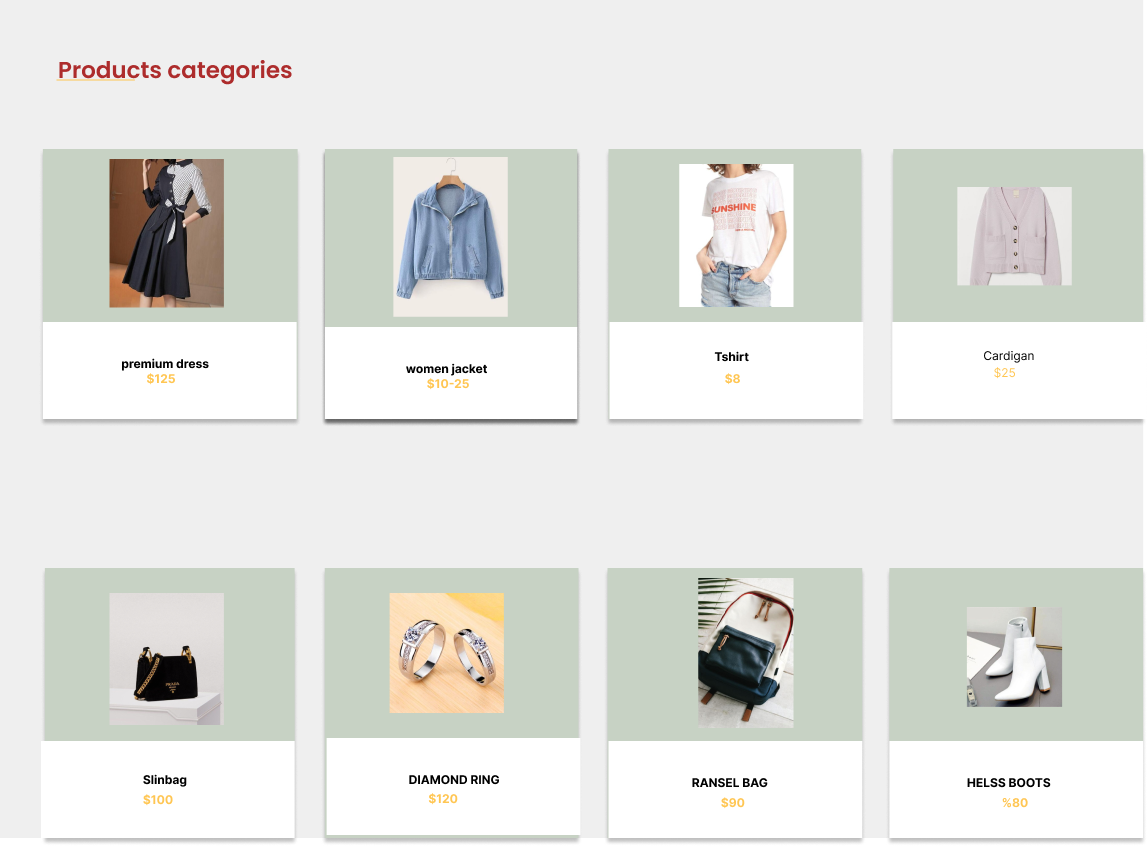 Products categories
premium dress
$125
women jacket
$10-25
SUNSHINE
Tshirt
$8
Cardigan
$25
PRADA
Slinbag
$100
DIAMOND RING
$120
RANSEL BAG
$90
HELSS BOOTS
%80